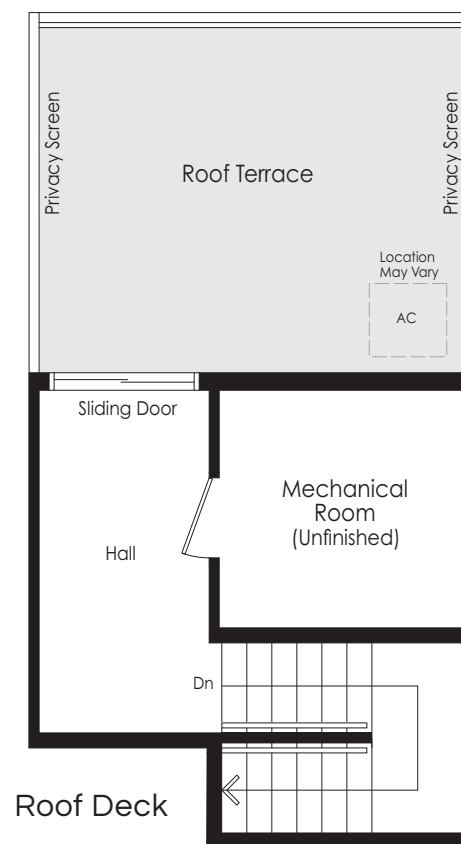 Privacy Screen
Roof Terrace
Privacy Screen
Location
May Vary
AC
Sliding Door
Mechanical
Room
(Unfinished)
Hall
Dn
Roof Deck